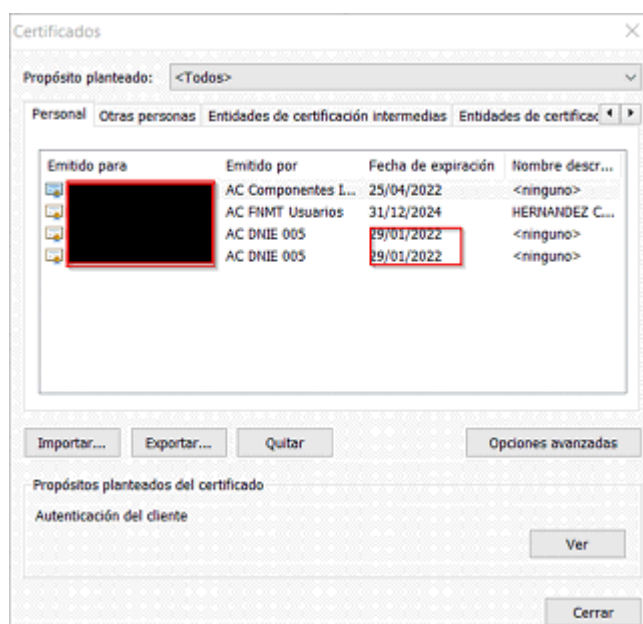 Certificados
Propósito planteado: <Todos>
Personal Otras personas Entidades de certificación intermedias Entidades de certificac
Emitido para Emitido por Fecha de expiración Nombre descr...
AC Componentes I... 25/04/2022 <ninguno>
AC FNMT Usuarios 31/12/2024 HERNANDEZ C...
AC DNIE 005 29/01/2022 <ninguno>
AC DNIE 005 29/01/2022 <ninguno>
Importar... Exportar... Quitar Opciones avanzadas
Propósitos planteados del certificado
Autenticación del cliente
Ver
Cerrar